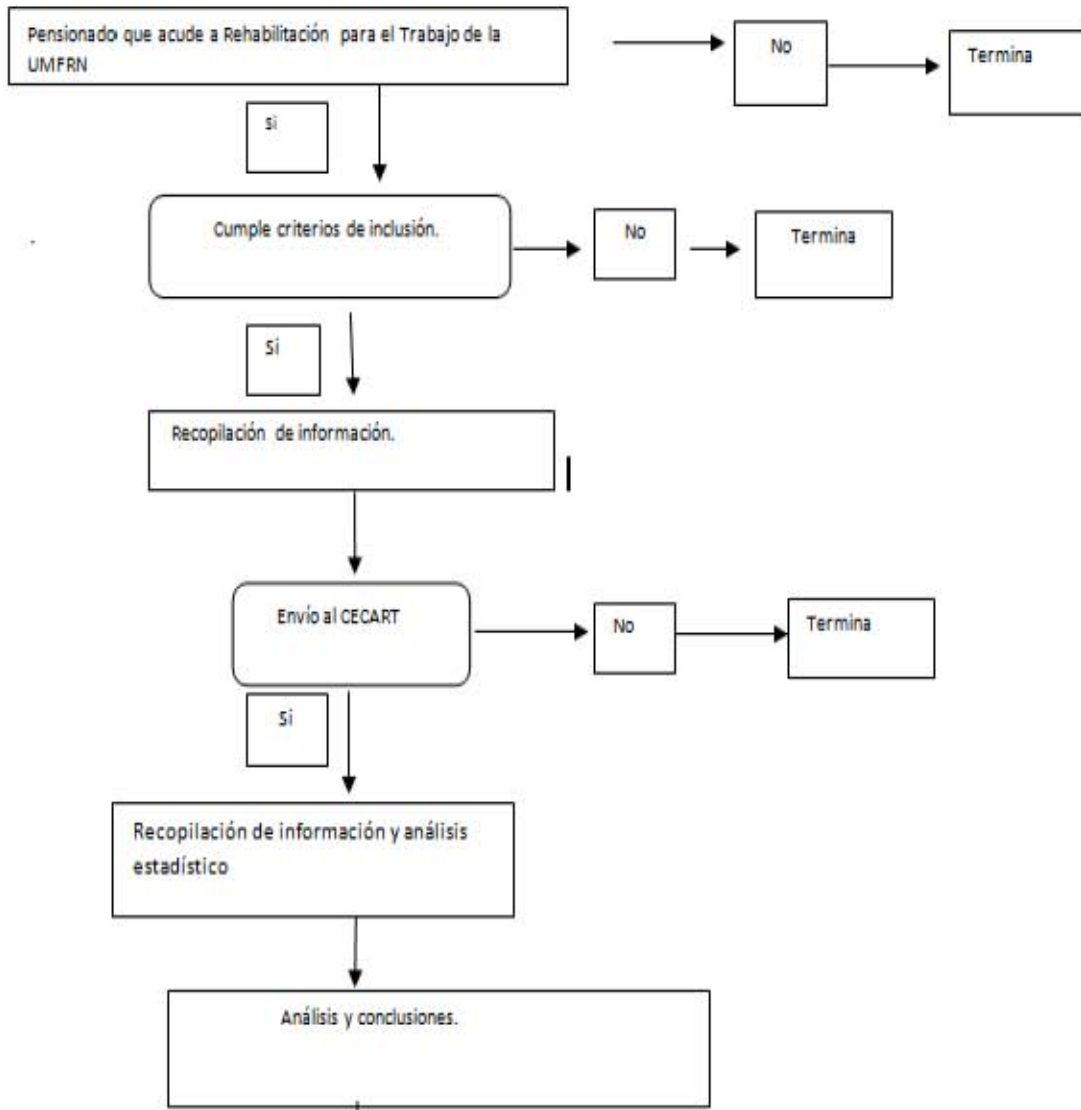 Pensionado que acude a Rehabilitación para el Trabajo de la
UMFRN
No
Termina
Si
Cumple criterios de inclusión.
No
Termina
Si
Recopilación de información.
Envío al CECART
No
Termina
Si
Recopilación de información y análisis
estadístico
Análisis y conclusiones.